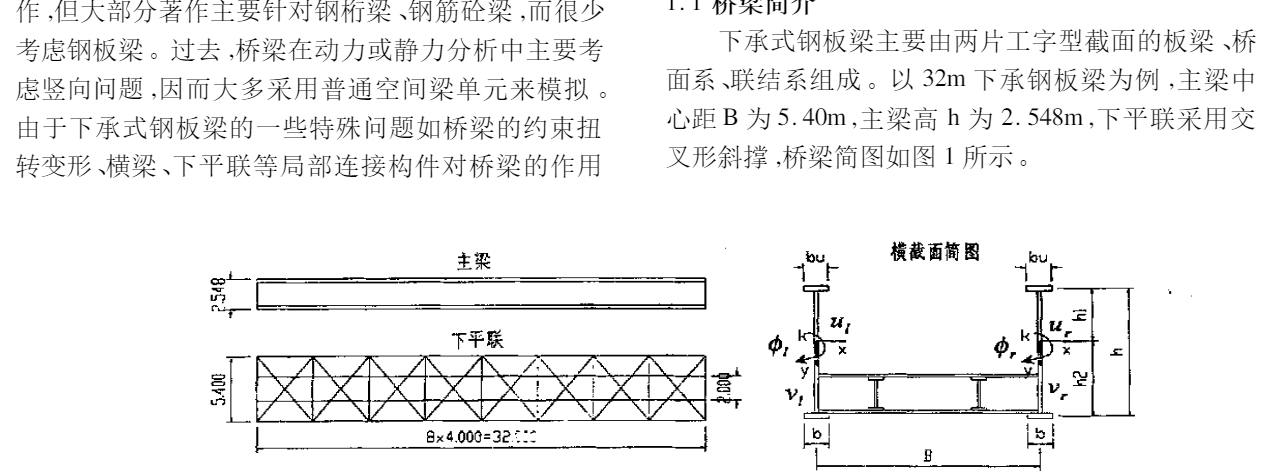 作,但大部分著作主要针对钢桁梁、钢筋砼梁,而很少
考虑钢板梁。过去,桥梁在动力或静力分析中主要考
虑竖向问题,因而大多采用普通空间梁单元来模拟。
由于下承式钢板梁的一些特殊问题如桥梁的约束扭
转变形、横梁、下平联等局部连接构件对桥梁的作用
1.1 桥梁简介
下承式钢板梁主要由两片工字型截面的板梁、桥
面系、联结系组成。以 32m 下承钢板梁为例,主梁中
心距 B 为 5.40m,主梁高 h 为 2.548m,下平联采用交
叉形斜撑,桥梁简图如图 1 所示。
主梁
2.548
下平联
5.400
2.000
8×4.000=32.000
横截面简图
bu
bu
k
u_l
x
ϕ_l
y
v_l
k
u_r
x
ϕ_r
y
v_r
h1
h2
h
b
b
B